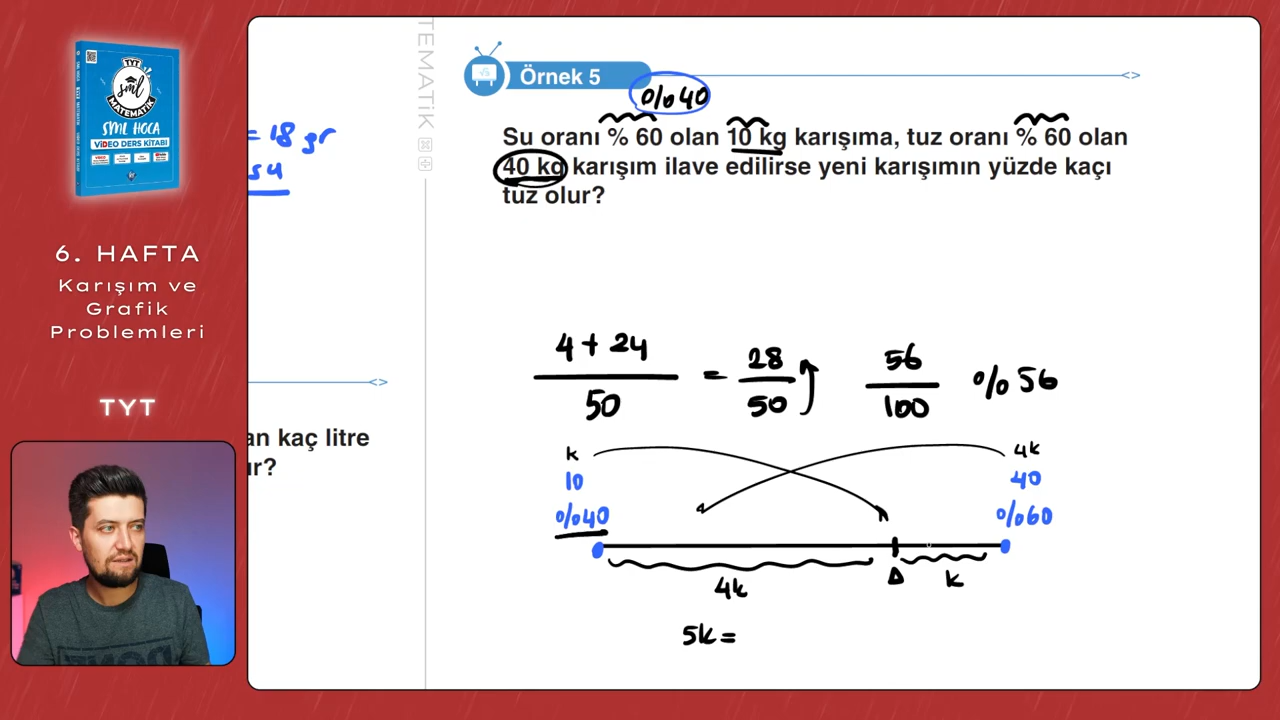 TYT
sml
MATEMATİK
SML HOCA
VİDEO DERS KİTABI
6. HAFTA
Karışım ve
Grafik
Problemleri
TYT
= 18 gr
54
an kaç litre
ır?
TEMATİK
Örnek 5
%40
Su oranı % 60 olan 10 kg karışıma, tuz oranı % 60 olan
40 kg karışım ilave edilirse yeni karışımın yüzde kaçı
tuz olur?
4 + 24
50
= 28
50
56
100
%56
k
10
%40
4k
40
%60
4k
Δ
k
5k =